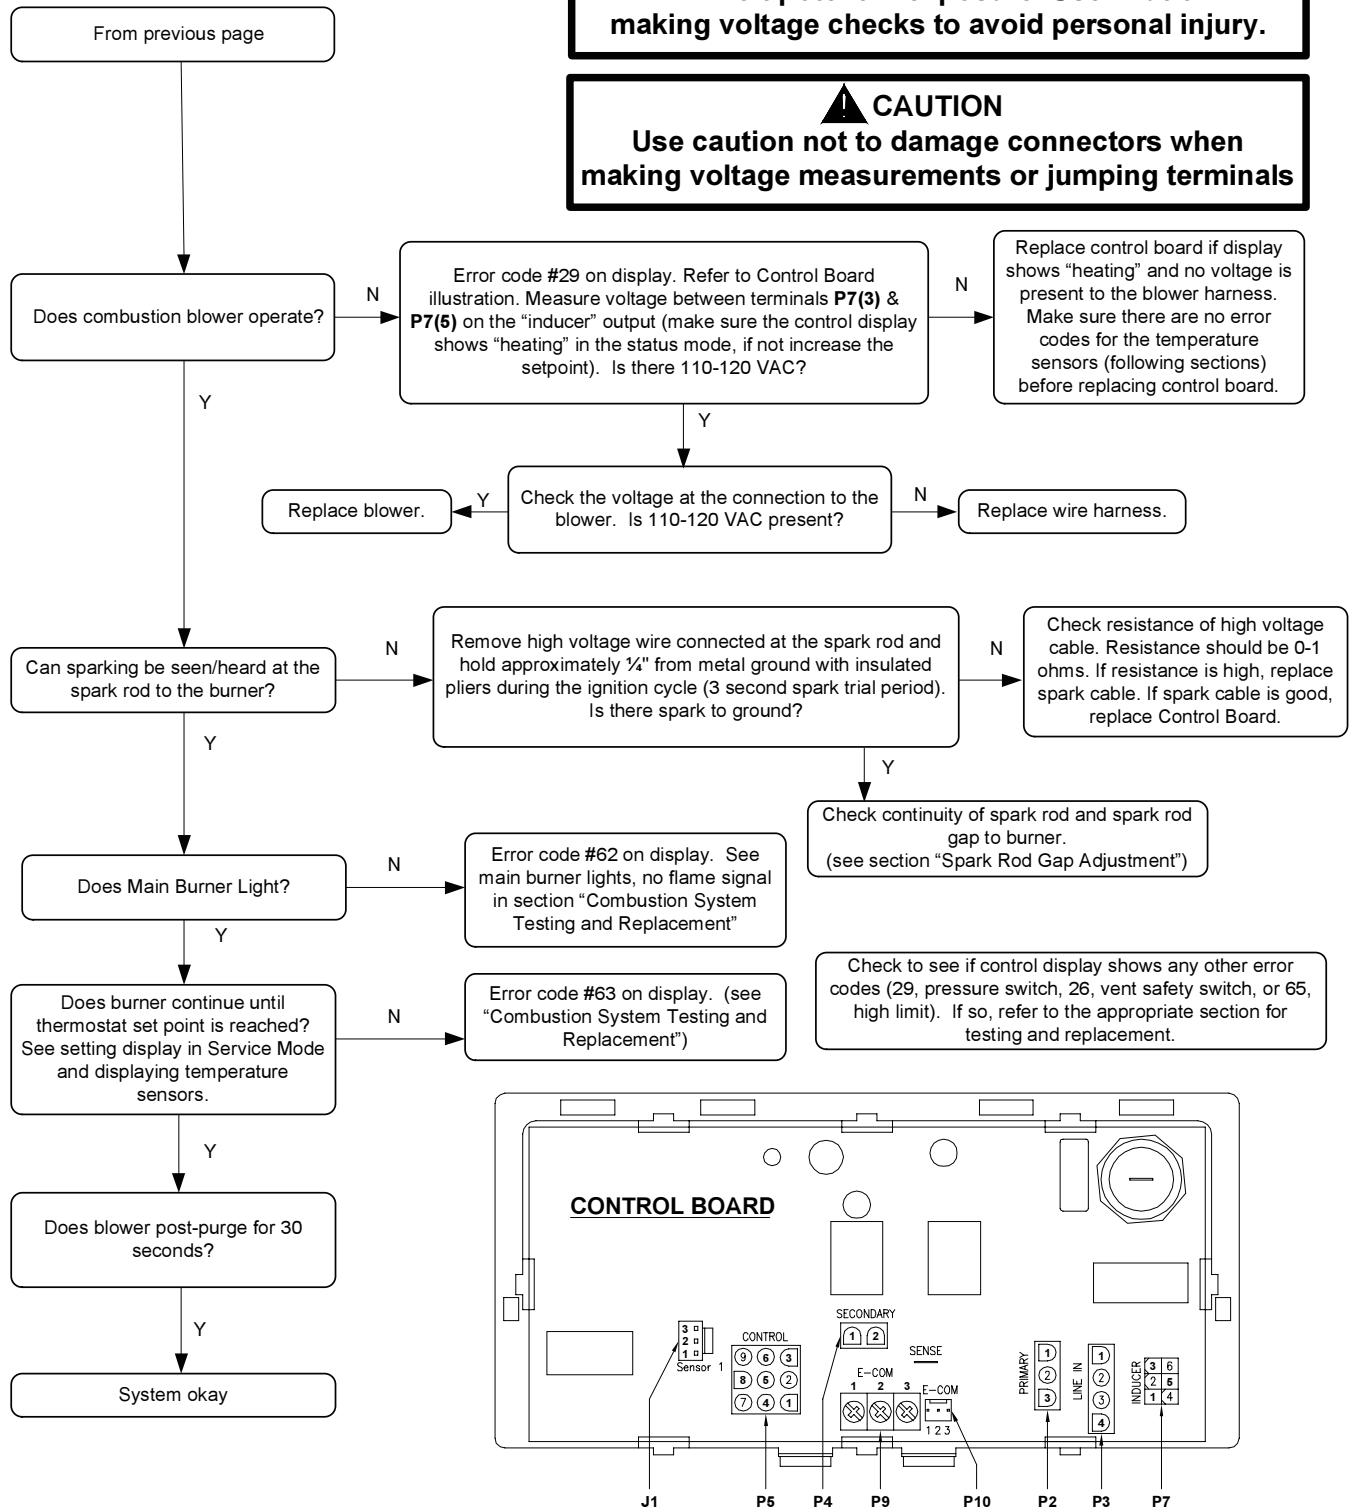 making voltage checks to avoid personal injury.
CAUTION
Use caution not to damage connectors when
making voltage measurements or jumping terminals
From previous page
Does combustion blower operate?
N
Error code #29 on display. Refer to Control Board
illustration. Measure voltage between terminals P7(3) &
P7(5) on the “inducer” output (make sure the control display
shows “heating” in the status mode, if not increase the
setpoint). Is there 110-120 VAC?
N
Replace control board if display
shows “heating” and no voltage is
present to the blower harness.
Make sure there are no error
codes for the temperature
sensors (following sections)
before replacing control board.
Y
Y
Replace blower.
Y
Check the voltage at the connection to the
blower. Is 110-120 VAC present?
N
Replace wire harness.
Can sparking be seen/heard at the
spark rod to the burner?
N
Remove high voltage wire connected at the spark rod and
hold approximately ¼" from metal ground with insulated
pliers during the ignition cycle (3 second spark trial period).
Is there spark to ground?
N
Check resistance of high voltage
cable. Resistance should be 0-1
ohms. If resistance is high, replace
spark cable. If spark cable is good,
replace Control Board.
Y
Y
Check continuity of spark rod and spark rod
gap to burner.
(see section “Spark Rod Gap Adjustment”)
Does Main Burner Light?
N
Error code #62 on display. See
main burner lights, no flame signal
in section “Combustion System
Testing and Replacement”
Y
Does burner continue until
thermostat set point is reached?
See setting display in Service Mode
and displaying temperature
sensors.
N
Error code #63 on display. (see
“Combustion System Testing and
Replacement”)
Check to see if control display shows any other error
codes (29, pressure switch, 26, vent safety switch, or 65,
high limit). If so, refer to the appropriate section for
testing and replacement.
Y
Does blower post-purge for 30
seconds?
Y
System okay
CONTROL BOARD
3
2
1
Sensor 1
CONTROL
9 6 3
8 5 2
7 4 1
SECONDARY
1 2
SENSE
E-COM
1 2 3
E-COM
1 2 3
PRIMARY
1
2
3
LINE IN
1
2
3
4
INDUCER
3 6
2 5
1 4
J1 P5 P4 P9 P10 P2 P3 P7